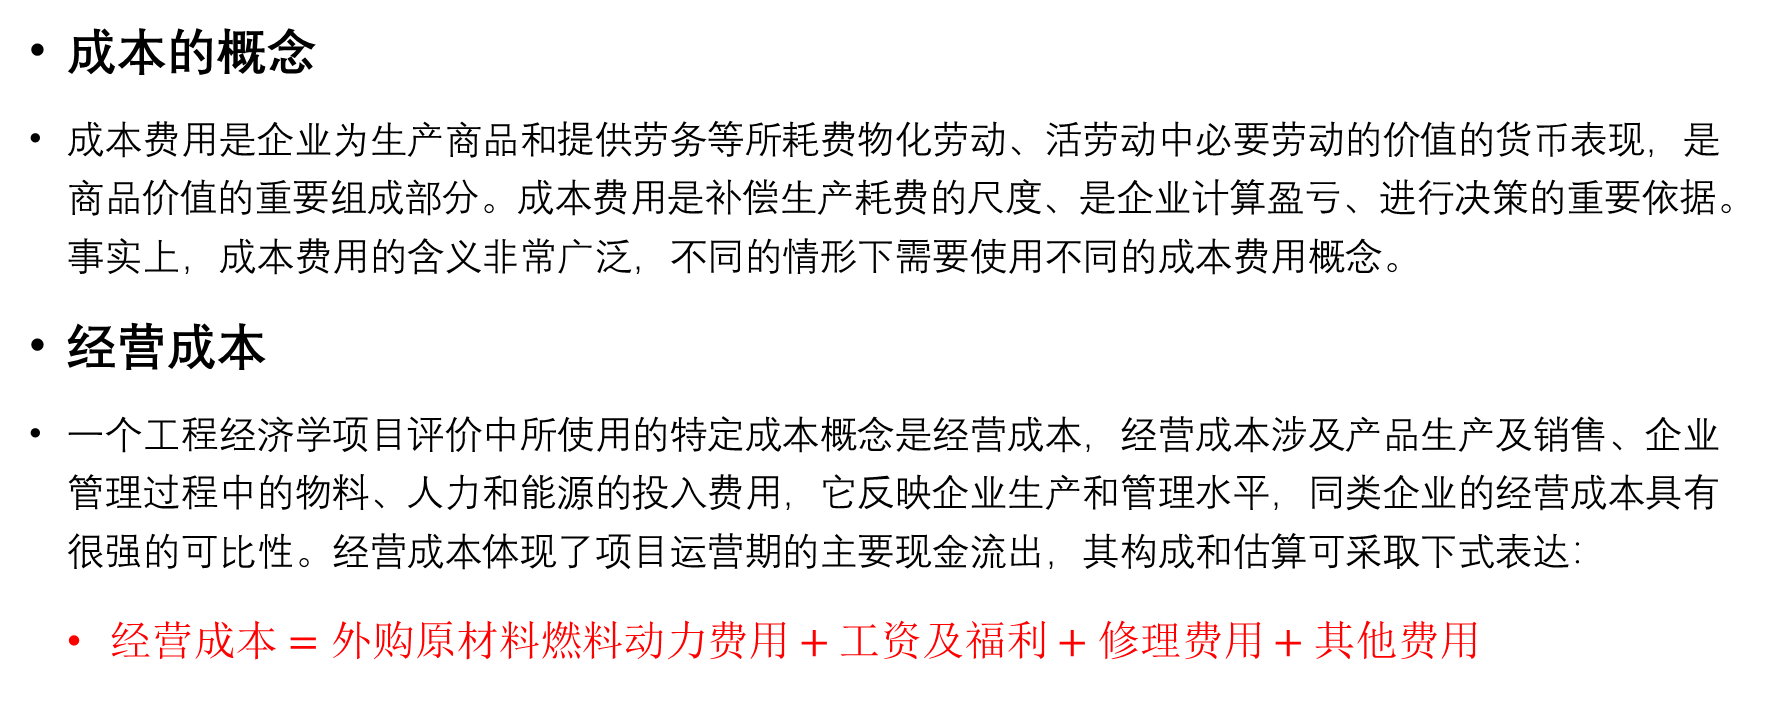 • 成本的概念
• 成本费用是企业为生产商品和提供劳务等所耗费物化劳动、活劳动中必要劳动的价值的货币表现，是
商品价值的重要组成部分。成本费用是补偿生产耗费的尺度、是企业计算盈亏、进行决策的重要依据。
事实上，成本费用的含义非常广泛，不同的情形下需要使用不同的成本费用概念。
• 经营成本
• 一个工程经济学项目评价中所使用的特定成本概念是经营成本，经营成本涉及产品生产及销售、企业
管理过程中的物料、人力和能源的投入费用，它反映企业生产和管理水平，同类企业的经营成本具有
很强的可比性。经营成本体现了项目运营期的主要现金流出，其构成和估算可采取下式表达：
• 经营成本 = 外购原材料燃料动力费用 + 工资及福利 + 修理费用 + 其他费用